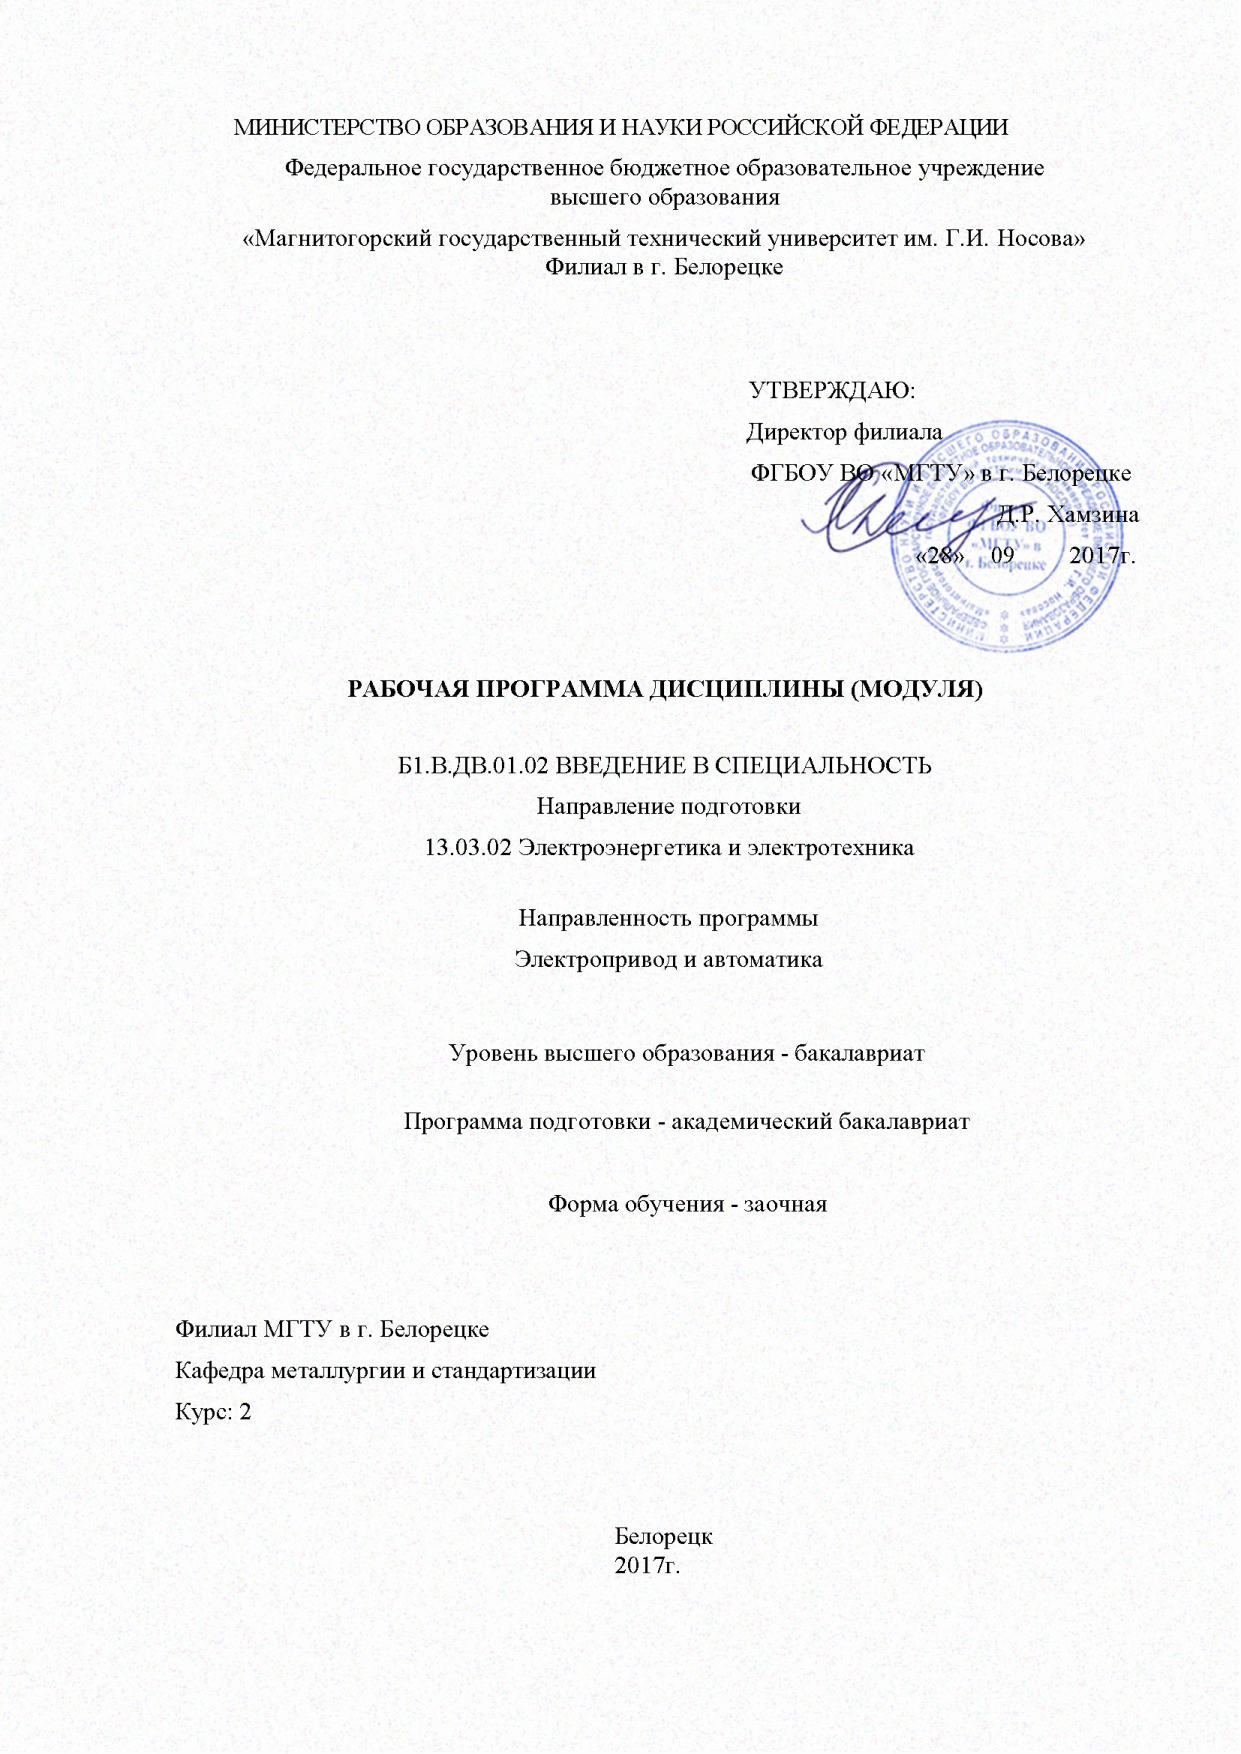 МИНИСТЕРСТВО ОБРАЗОВАНИЯ И НАУКИ РОССИЙСКОЙ ФЕДЕРАЦИИ
Федеральное государственное бюджетное образовательное учреждение
высшего образования
«Магнитогорский государственный технический университет им. Г.И. Носова»
Филиал в г. Белорецке
УТВЕРЖДАЮ:
Директор филиала
ФГБОУ ВО «МГТУ» в г. Белорецке
Д.Р. Хамзина
«28» 09 2017г.
ВО
«МГТУ» в
г. Белорецке
РАБОЧАЯ ПРОГРАММА ДИСЦИПЛИНЫ (МОДУЛЯ)
Б1.В.ДВ.01.02 ВВЕДЕНИЕ В СПЕЦИАЛЬНОСТЬ
Направление подготовки
13.03.02 Электроэнергетика и электротехника
Направленность программы
Электропривод и автоматика
Уровень высшего образования - бакалавриат
Программа подготовки - академический бакалавриат
Форма обучения - заочная
Филиал МГТУ в г. Белорецке
Кафедра металлургии и стандартизации
Курс: 2
Белорецк
2017г.